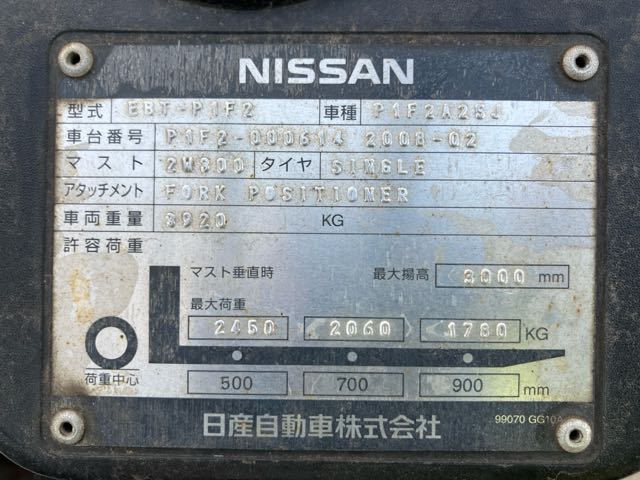 NISSAN
型式 EBT-P1F2 車種 P1F2A25J
車台番号 P1F2-000614 2008-02
マスト 2W300 タイヤ SINGLE
アタッチメント FORK POSITIONER
車両重量 3920 KG
許容荷重
マスト垂直時 最大揚高 3000 mm
最大荷重
2450 2060 1780 KG
荷重中心 500 700 900 mm
日産自動車株式会社 99070 GG10A